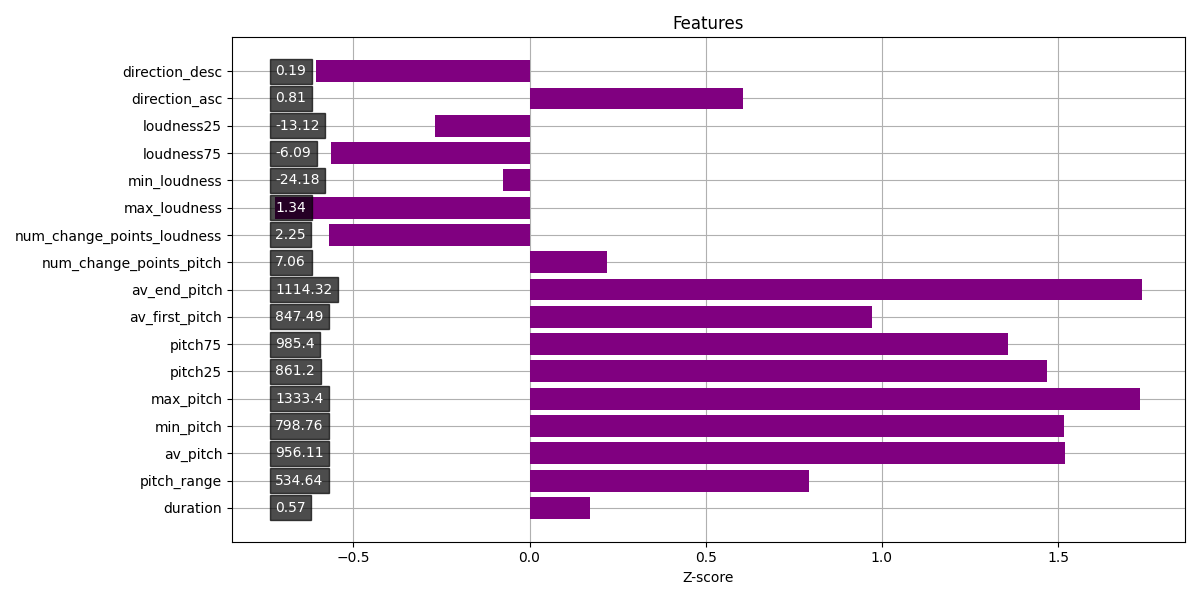 Features
direction_desc 0.19
direction_asc 0.81
loudness25 -13.12
loudness75 -6.09
min_loudness -24.18
max_loudness 1.34
num_change_points_loudness 2.25
num_change_points_pitch 7.06
av_end_pitch 1114.32
av_first_pitch 847.49
pitch75 985.4
pitch25 861.2
max_pitch 1333.4
min_pitch 798.76
av_pitch 956.11
pitch_range 534.64
duration 0.57
−0.5 0.0 0.5 1.0 1.5
Z-score